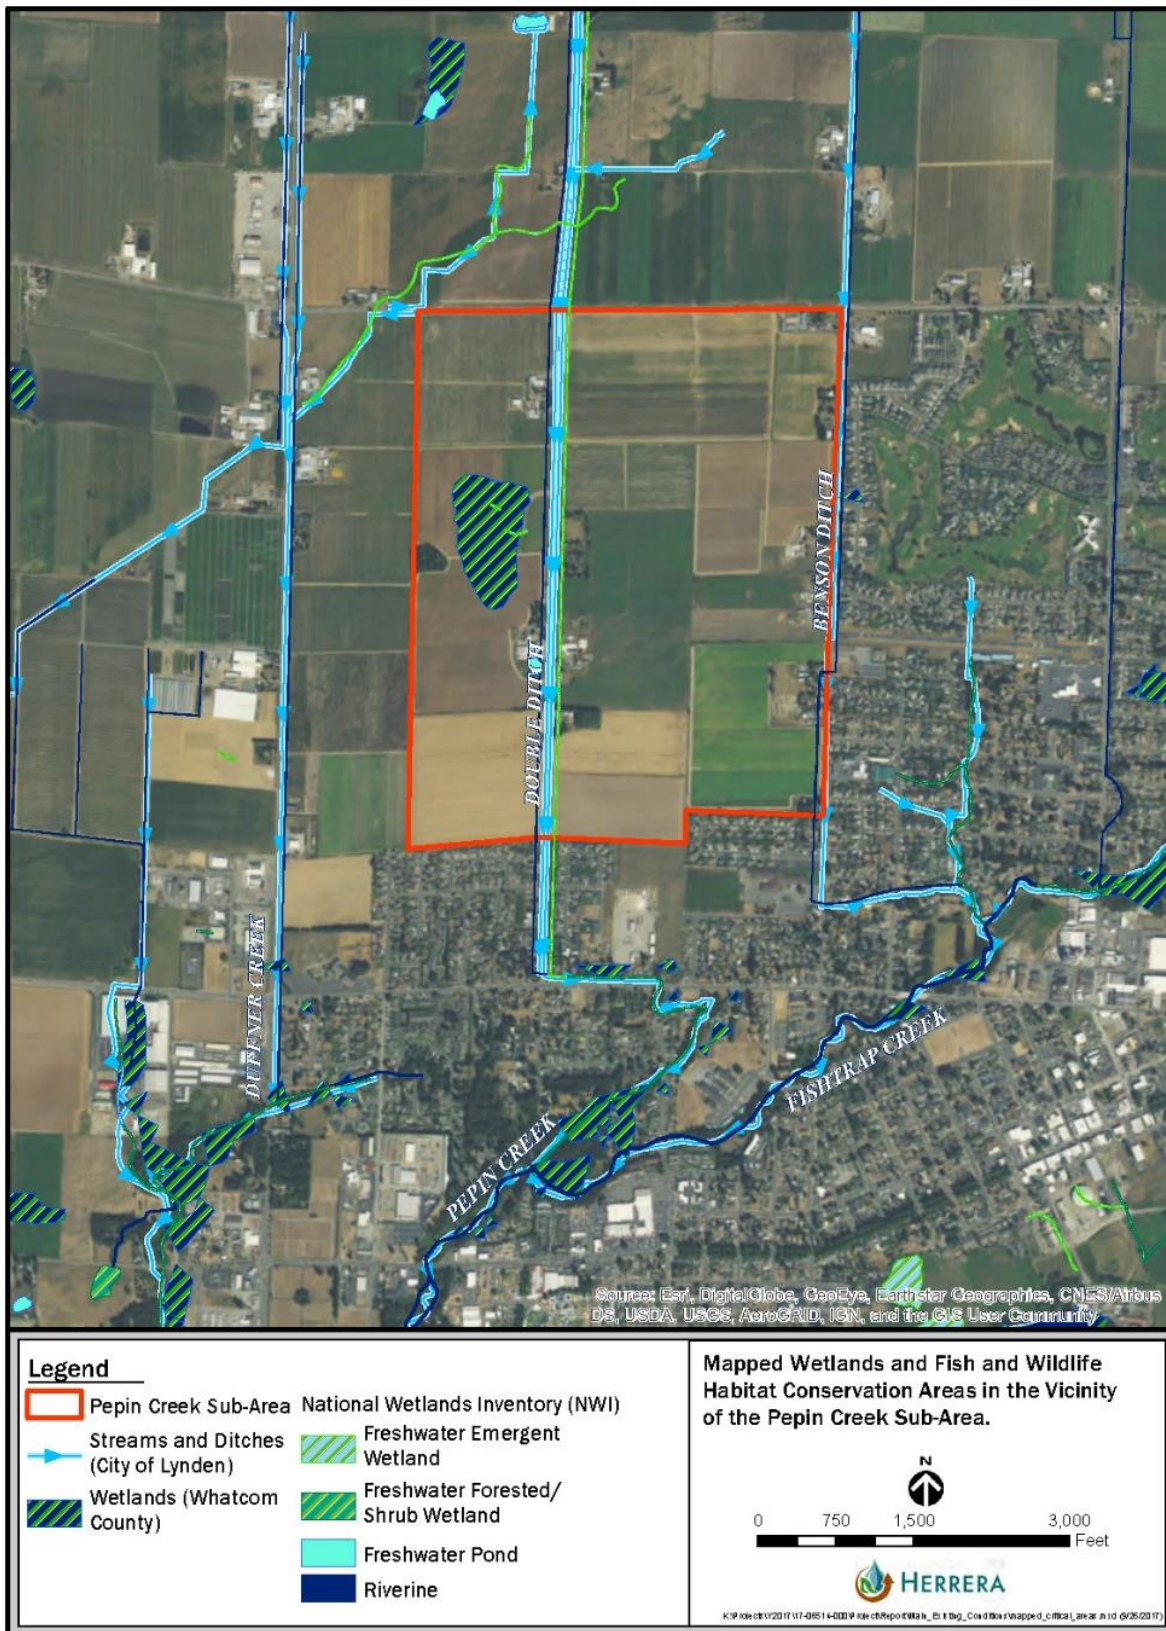 BENSON DITCH
DOUBLE DITCH
DUFFNER CREEK
FISHTRAP CREEK
PEPIN CREEK
Source: Esri, DigitalGlobe, GeoEye, Earthstar Geographics, CNES/Airbus
DS, USDA, USGS, AeroGRID, IGN, and the GIS User Community
Legend
Pepin Creek Sub-Area
Streams and Ditches
(City of Lynden)
Wetlands (Whatcom
County)
National Wetlands Inventory (NWI)
Freshwater Emergent
Wetland
Freshwater Forested/
Shrub Wetland
Freshwater Pond
Riverine
Mapped Wetlands and Fish and Wildlife
Habitat Conservation Areas in the Vicinity
of the Pepin Creek Sub-Area.
N
0 750 1,500 3,000
Feet
HERRERA
(9/26/2017)